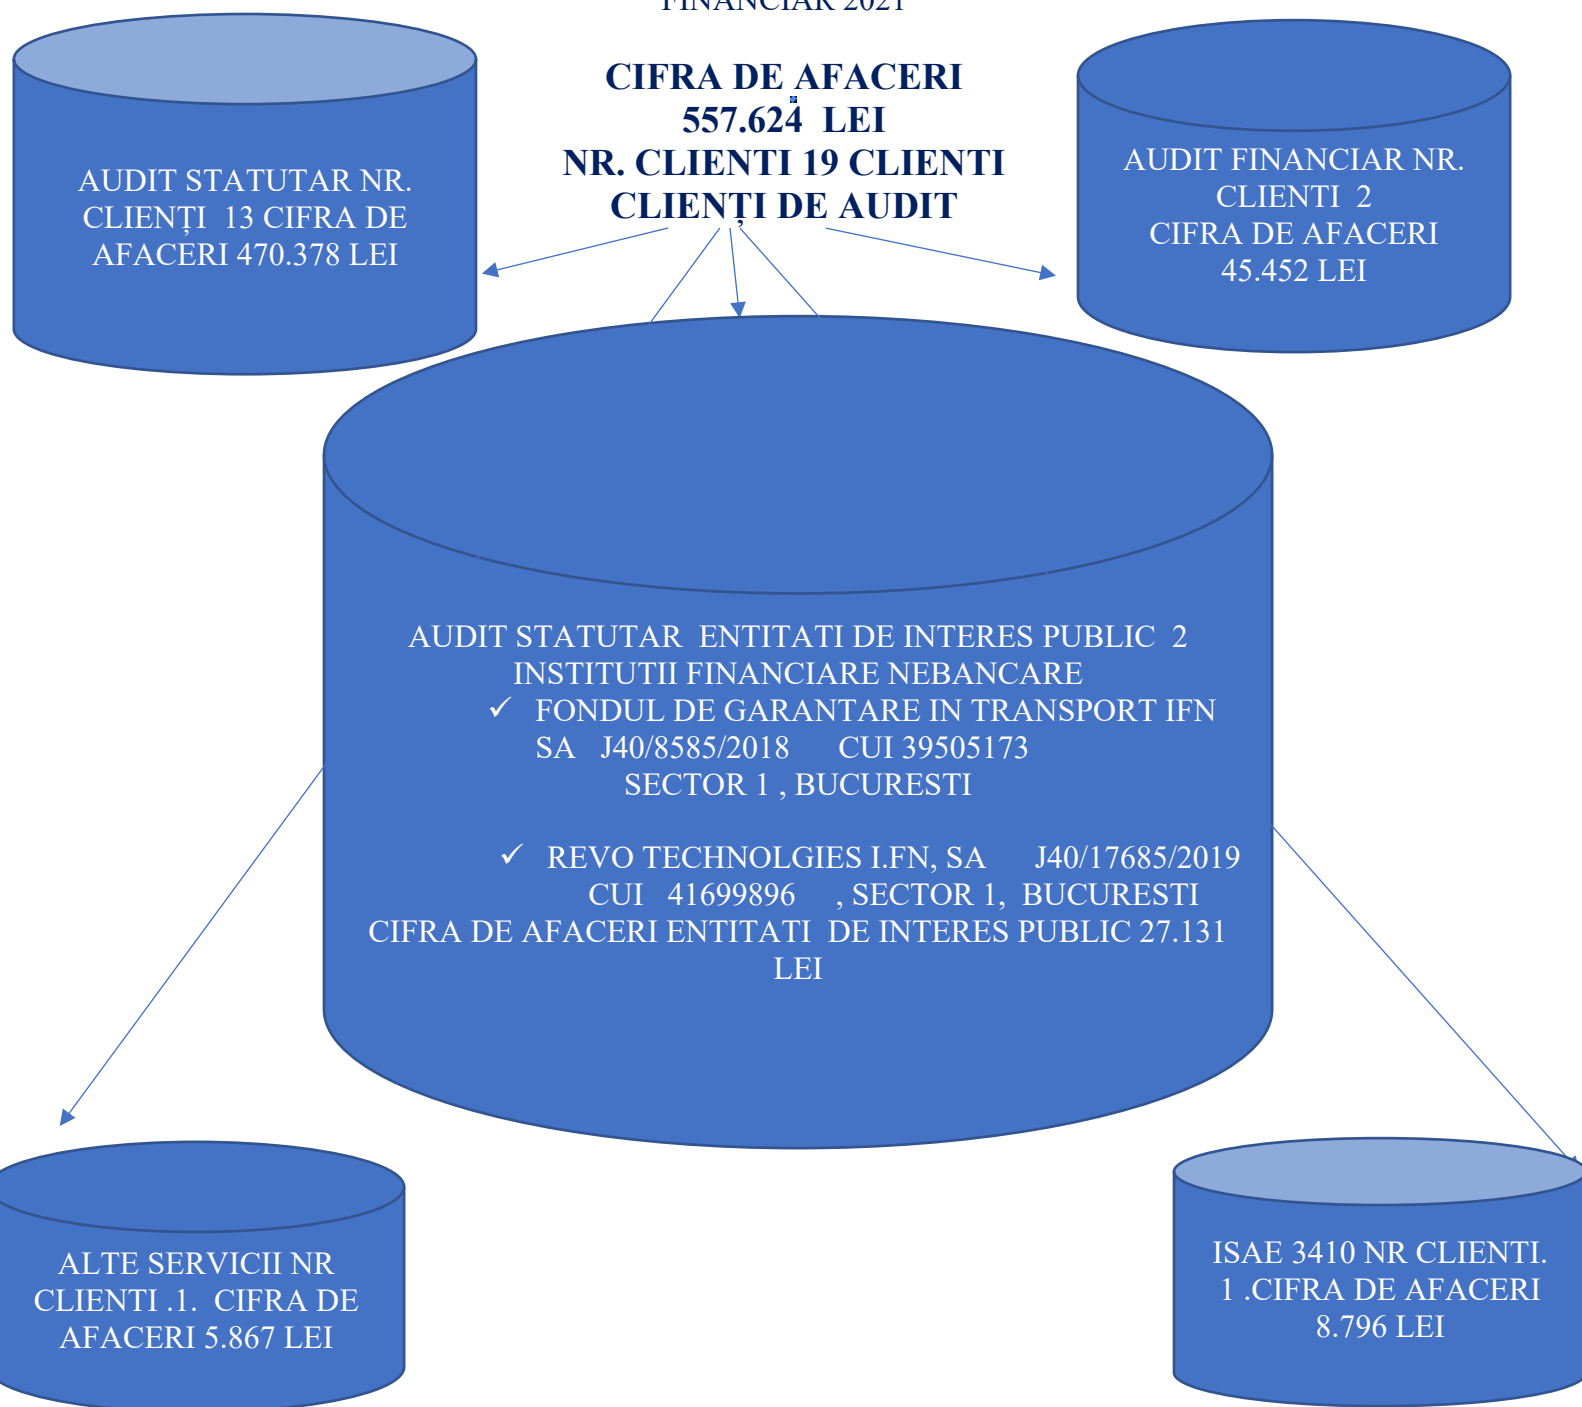 FINANCIAR 2021
CIFRA DE AFACERI
557.624 LEI
NR. CLIENTI 19 CLIENTI
CLIENȚI DE AUDIT
AUDIT STATUTAR NR.
CLIENȚI 13 CIFRA DE
AFACERI 470.378 LEI
AUDIT FINANCIAR NR.
CLIENTI 2
CIFRA DE AFACERI
45.452 LEI
AUDIT STATUTAR ENTITATI DE INTERES PUBLIC 2
INSTITUTII FINANCIARE NEBANCARE
✓ FONDUL DE GARANTARE IN TRANSPORT IFN
SA J40/8585/2018 CUI 39505173
SECTOR 1 , BUCURESTI
✓ REVO TECHNOLGIES I.FN, SA J40/17685/2019
CUI 41699896 , SECTOR 1, BUCURESTI
CIFRA DE AFACERI ENTITATI DE INTERES PUBLIC 27.131
LEI
ALTE SERVICII NR
CLIENTI .1. CIFRA DE
AFACERI 5.867 LEI
ISAE 3410 NR CLIENTI.
1 .CIFRA DE AFACERI
8.796 LEI